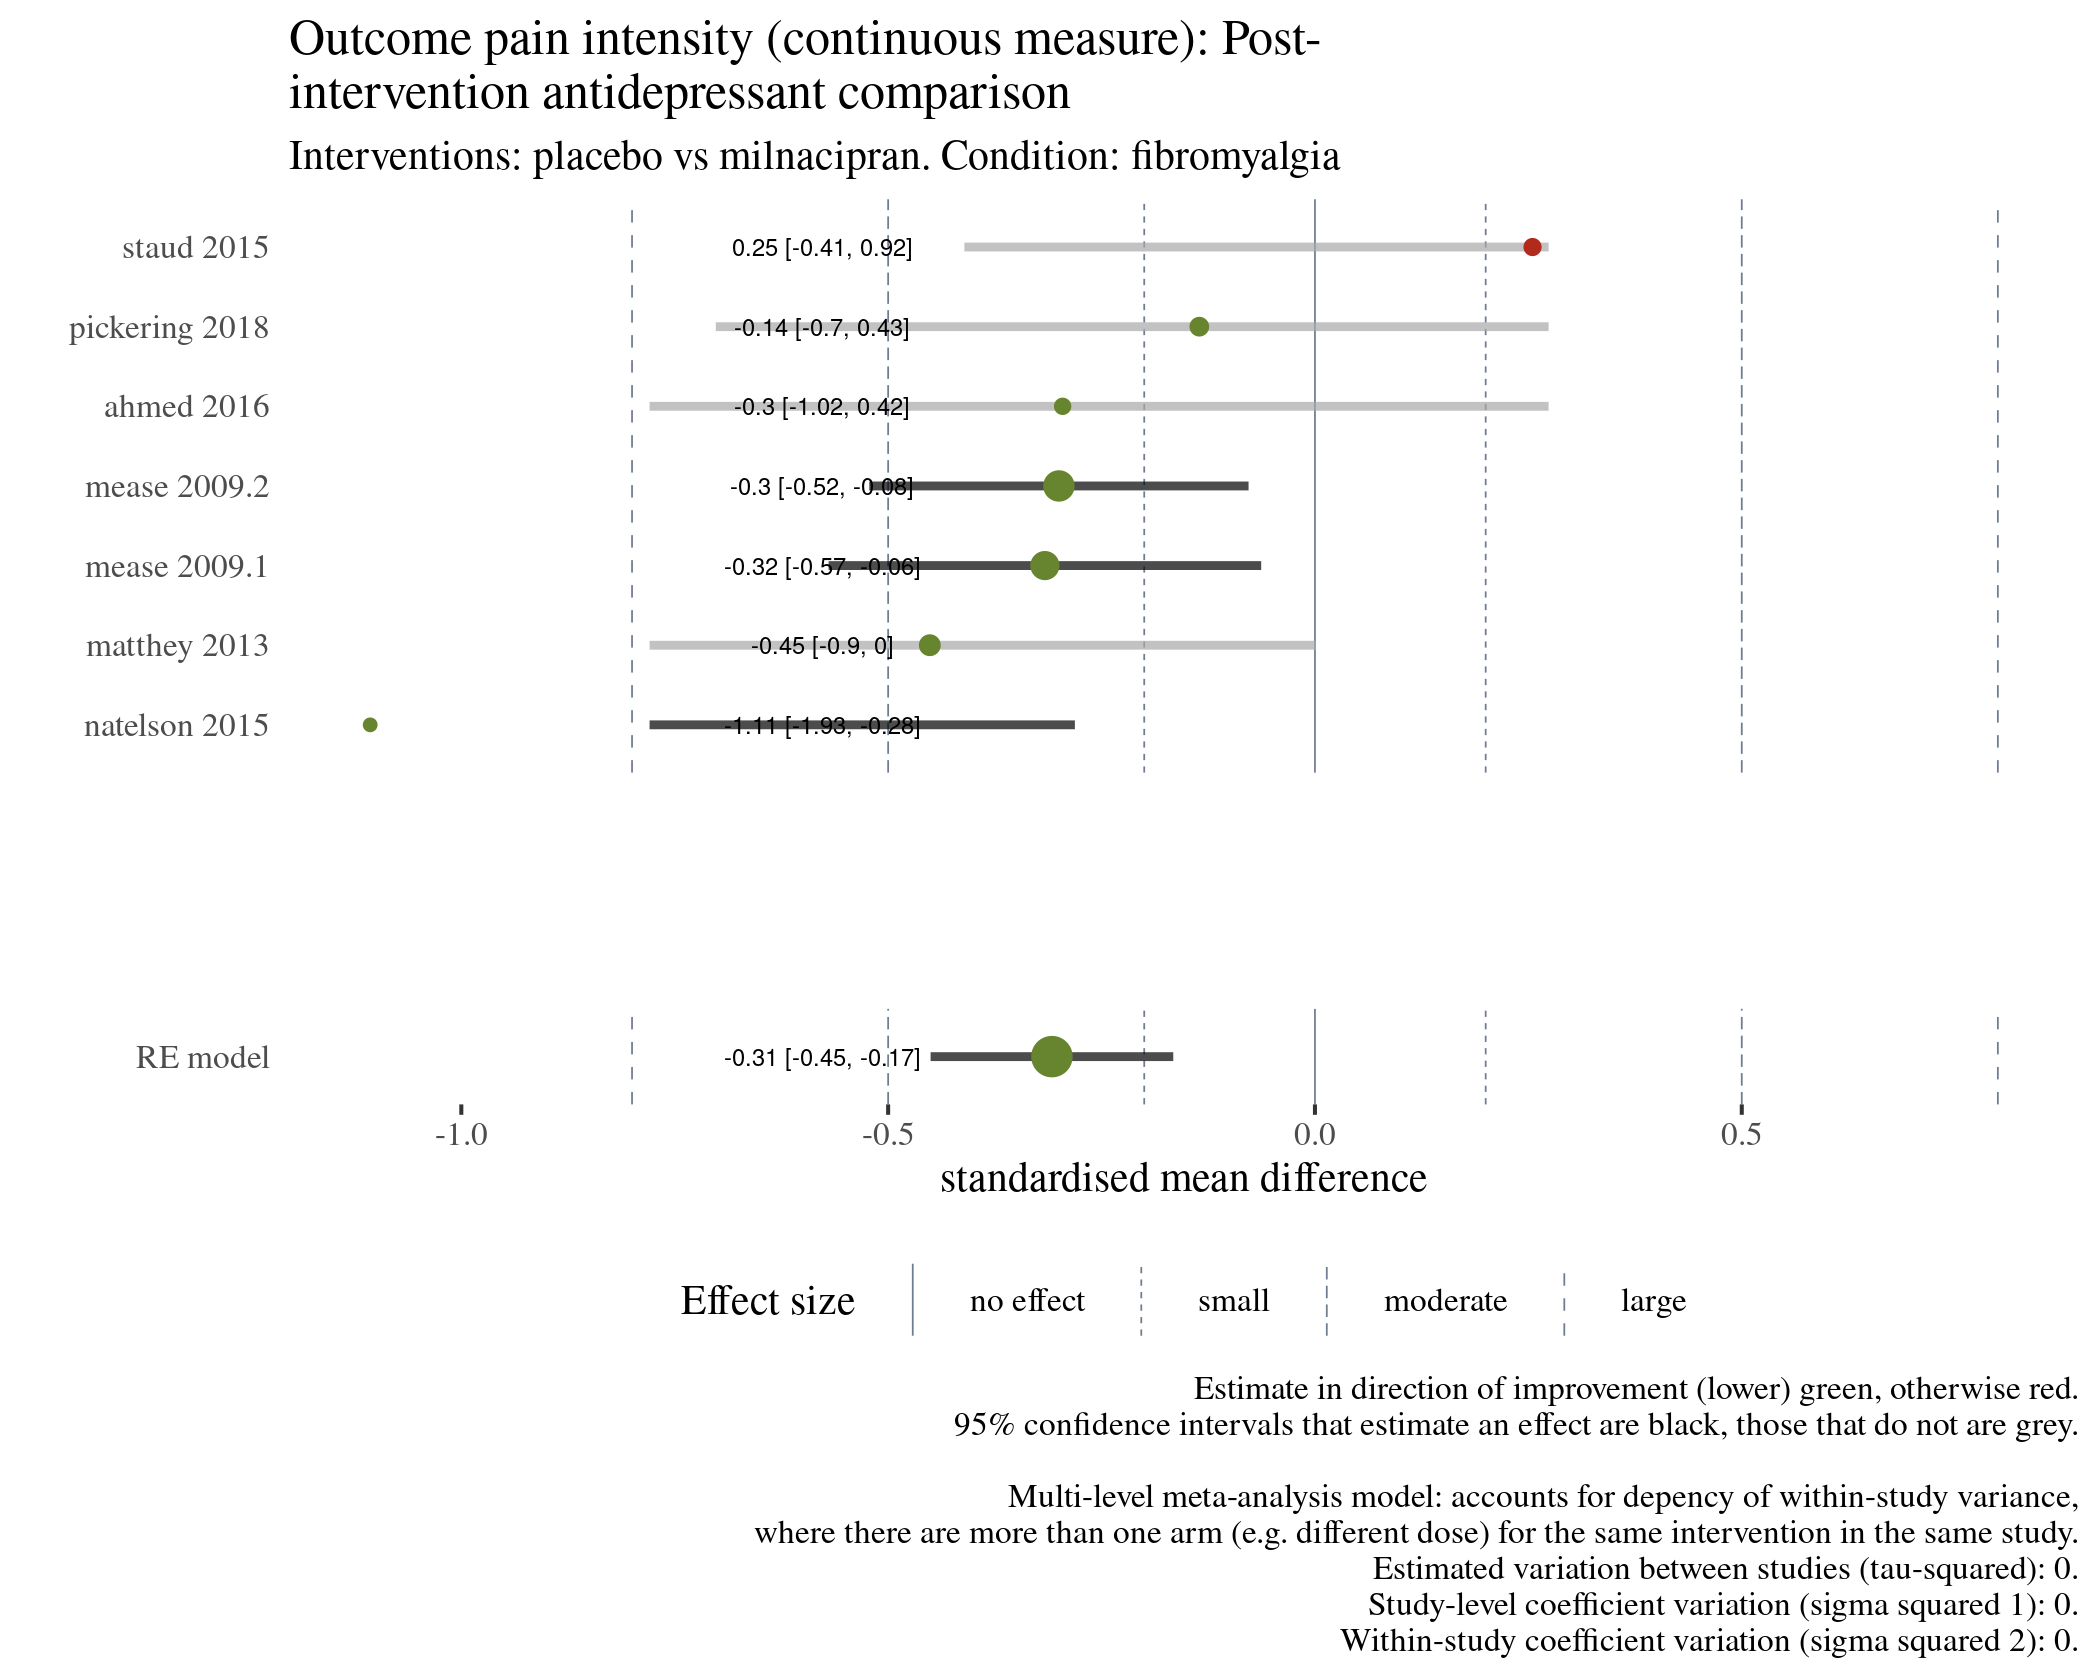 Outcome pain intensity (continuous measure): Post-
intervention antidepressant comparison
Interventions: placebo vs milnacipran. Condition: fibromyalgia
staud 2015 0.25 [-0.41, 0.92]
pickering 2018 -0.14 [-0.7, 0.43]
ahmed 2016 -0.3 [-1.02, 0.42]
mease 2009.2 -0.3 [-0.52, -0.08]
mease 2009.1 -0.32 [-0.57, -0.06]
matthey 2013 -0.45 [-0.9, 0]
natelson 2015 -1.11 [-1.93, -0.28]
RE model -0.31 [-0.45, -0.17]
-1.0 -0.5 0.0 0.5
standardised mean difference
Effect size no effect small moderate large
Estimate in direction of improvement (lower) green, otherwise red.
95% confidence intervals that estimate an effect are black, those that do not are grey.
Multi-level meta-analysis model: accounts for depency of within-study variance,
where there are more than one arm (e.g. different dose) for the same intervention in the same study.
Estimated variation between studies (tau-squared): 0.
Study-level coefficient variation (sigma squared 1): 0.
Within-study coefficient variation (sigma squared 2): 0.